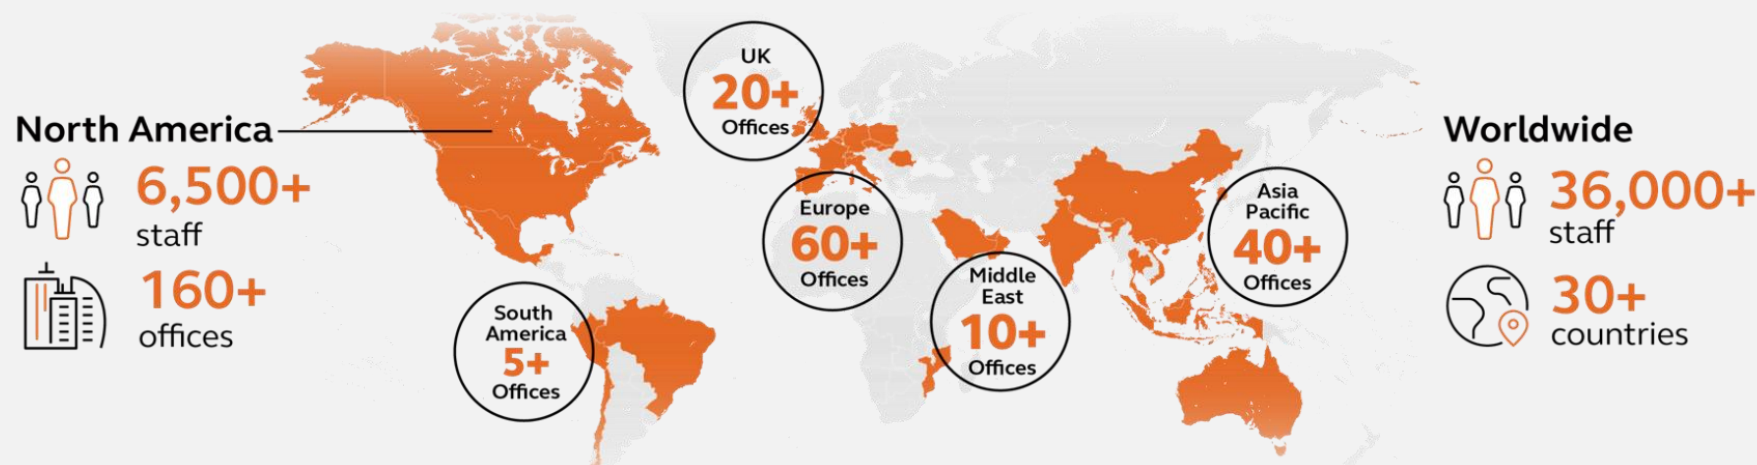 North America
6,500+
staff
160+
offices
South
America
5+
Offices
UK
20+
Offices
Europe
60+
Offices
Middle
East
10+
Offices
Asia
Pacific
40+
Offices
Worldwide
36,000+
staff
30+
countries